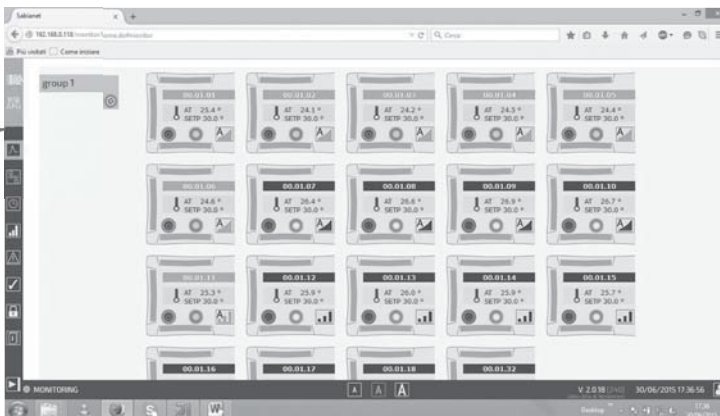 Sabianet
192.168.0.118
Cerca
Più visitati Come iniziare
group 1
00.01.01 00.01.02 00.01.03 00.01.04 00.01.05
AT 25.4 ° AT 24.1 ° AT 24.2 ° AT 24.3 ° AT 24.4 °
SETP 30.0 ° SETP 30.0 ° SETP 30.0 ° SETP 30.0 ° SETP 30.0 °
A A A A A
00.01.06 00.01.07 00.01.08 00.01.09 00.01.10
AT 24.6 ° AT 26.4 ° AT 26.6 ° AT 26.9 ° AT 26.7 °
SETP 30.0 ° SETP 30.0 ° SETP 30.0 ° SETP 30.0 ° SETP 30.0 °
A A A A A
00.01.11 00.01.12 00.01.13 00.01.14 00.01.15
AT 25.3 ° AT 25.9 ° AT 26.0 ° AT 25.9 ° AT 25.7 °
SETP 30.0 ° SETP 30.0 ° SETP 30.0 ° SETP 30.0 ° SETP 30.0 °
A
00.01.16 00.01.17 00.01.18 00.01.32
MONITORING A A A V 2.0.18 30/06/2015 17:36:56
Desktop 17:36